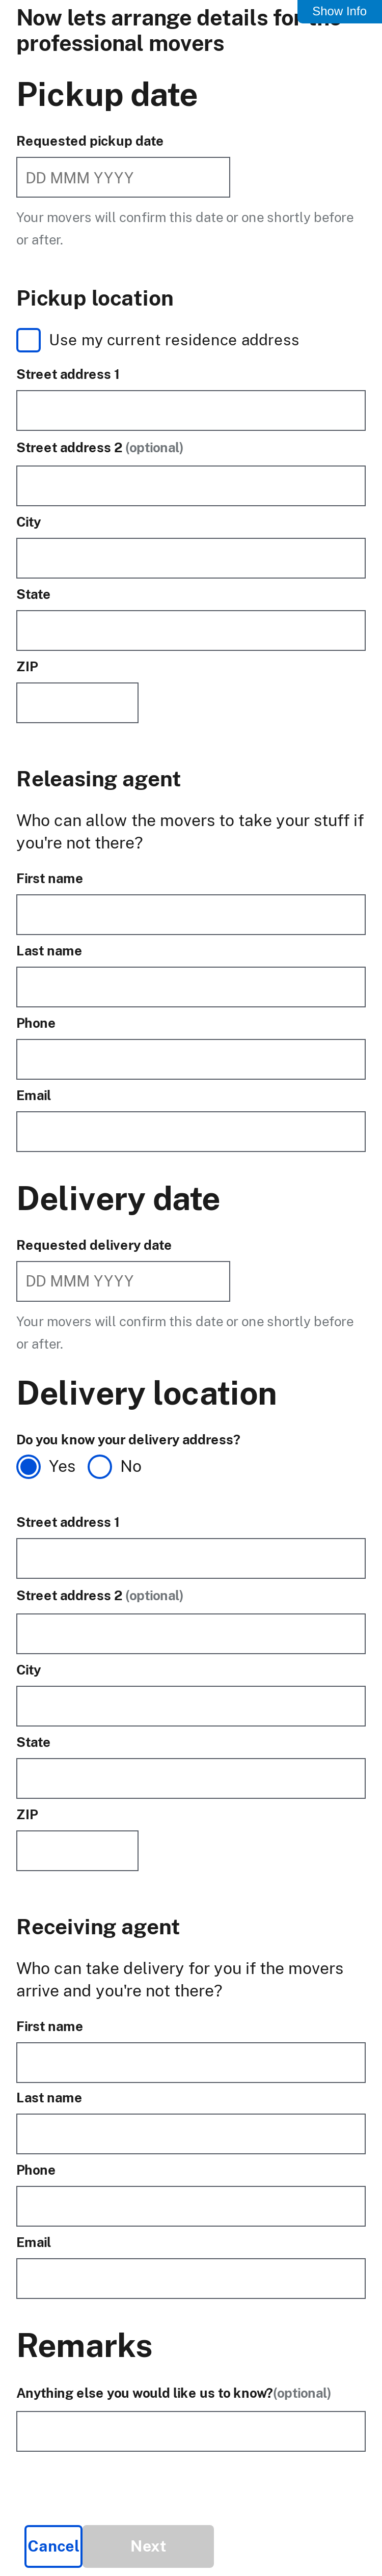 Now lets arrange details for the
Show Info
professional movers
Pickup date
Requested pickup date
DD MMM YYYY
Your movers will confirm this date or one shortly before
or after.
Pickup location
Use my current residence address
Street address 1
Street address 2 (optional)
City
State
ZIP
Releasing agent
Who can allow the movers to take your stuff if
you're not there?
First name
Last name
Phone
Email
Delivery date
Requested delivery date
DD MMM YYYY
Your movers will confirm this date or one shortly before
or after.
Delivery location
Do you know your delivery address?
Yes No
Street address 1
Street address 2 (optional)
City
State
ZIP
Receiving agent
Who can take delivery for you if the movers
arrive and you're not there?
First name
Last name
Phone
Email
Remarks
Anything else you would like us to know?(optional)
Cancel Next